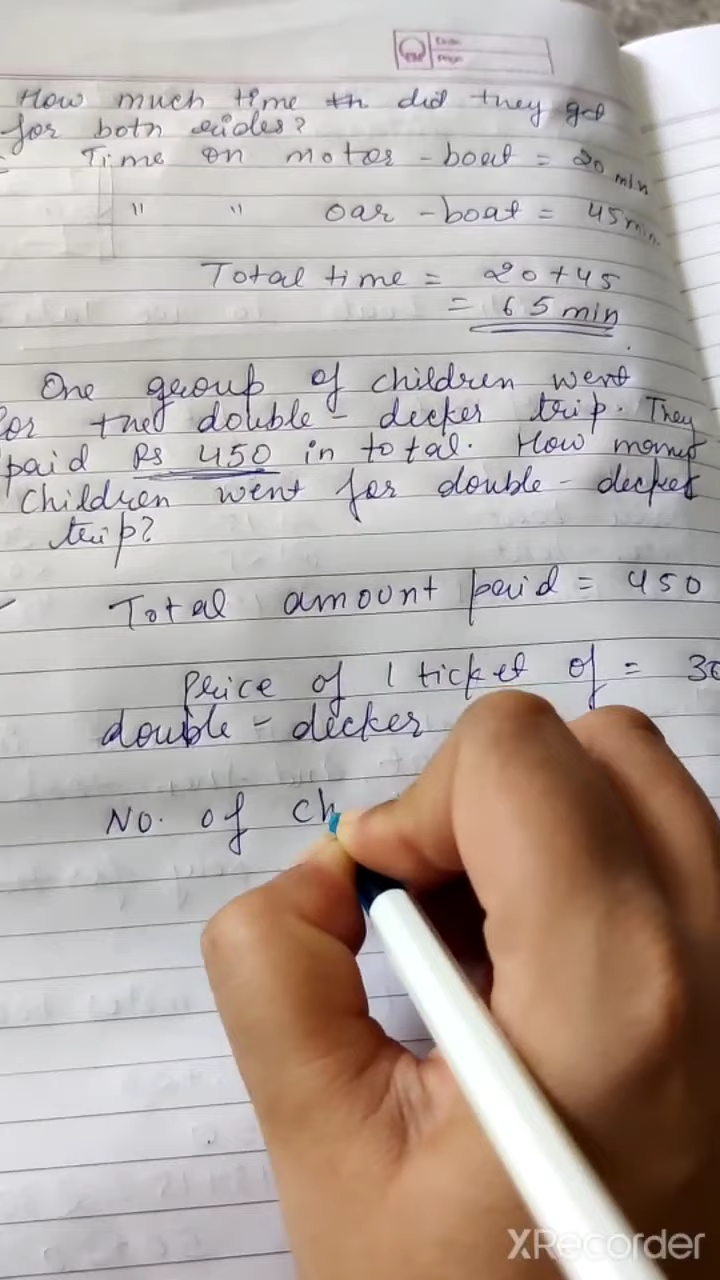 Date
Page
How much time th did they get
for both rides?
Time on motor-boat = 20 min
" " oar-boat = 45 min
Total time = 20+45
= 65 min
One group of children went
for the double-decker trip. They
paid Rs 450 in total. How many
children went for double-decker
trip?
Total amount paid = 450
Price of 1 ticket of = 30
double-decker
No. of ch
XRecorder